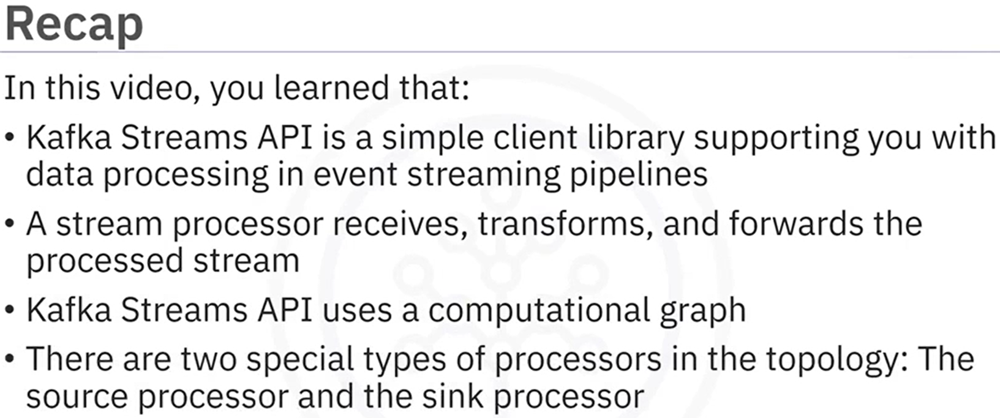 Recap
In this video, you learned that:
• Kafka Streams API is a simple client library supporting you with
data processing in event streaming pipelines
• A stream processor receives, transforms, and forwards the
processed stream
• Kafka Streams API uses a computational graph
• There are two special types of processors in the topology: The
source processor and the sink processor